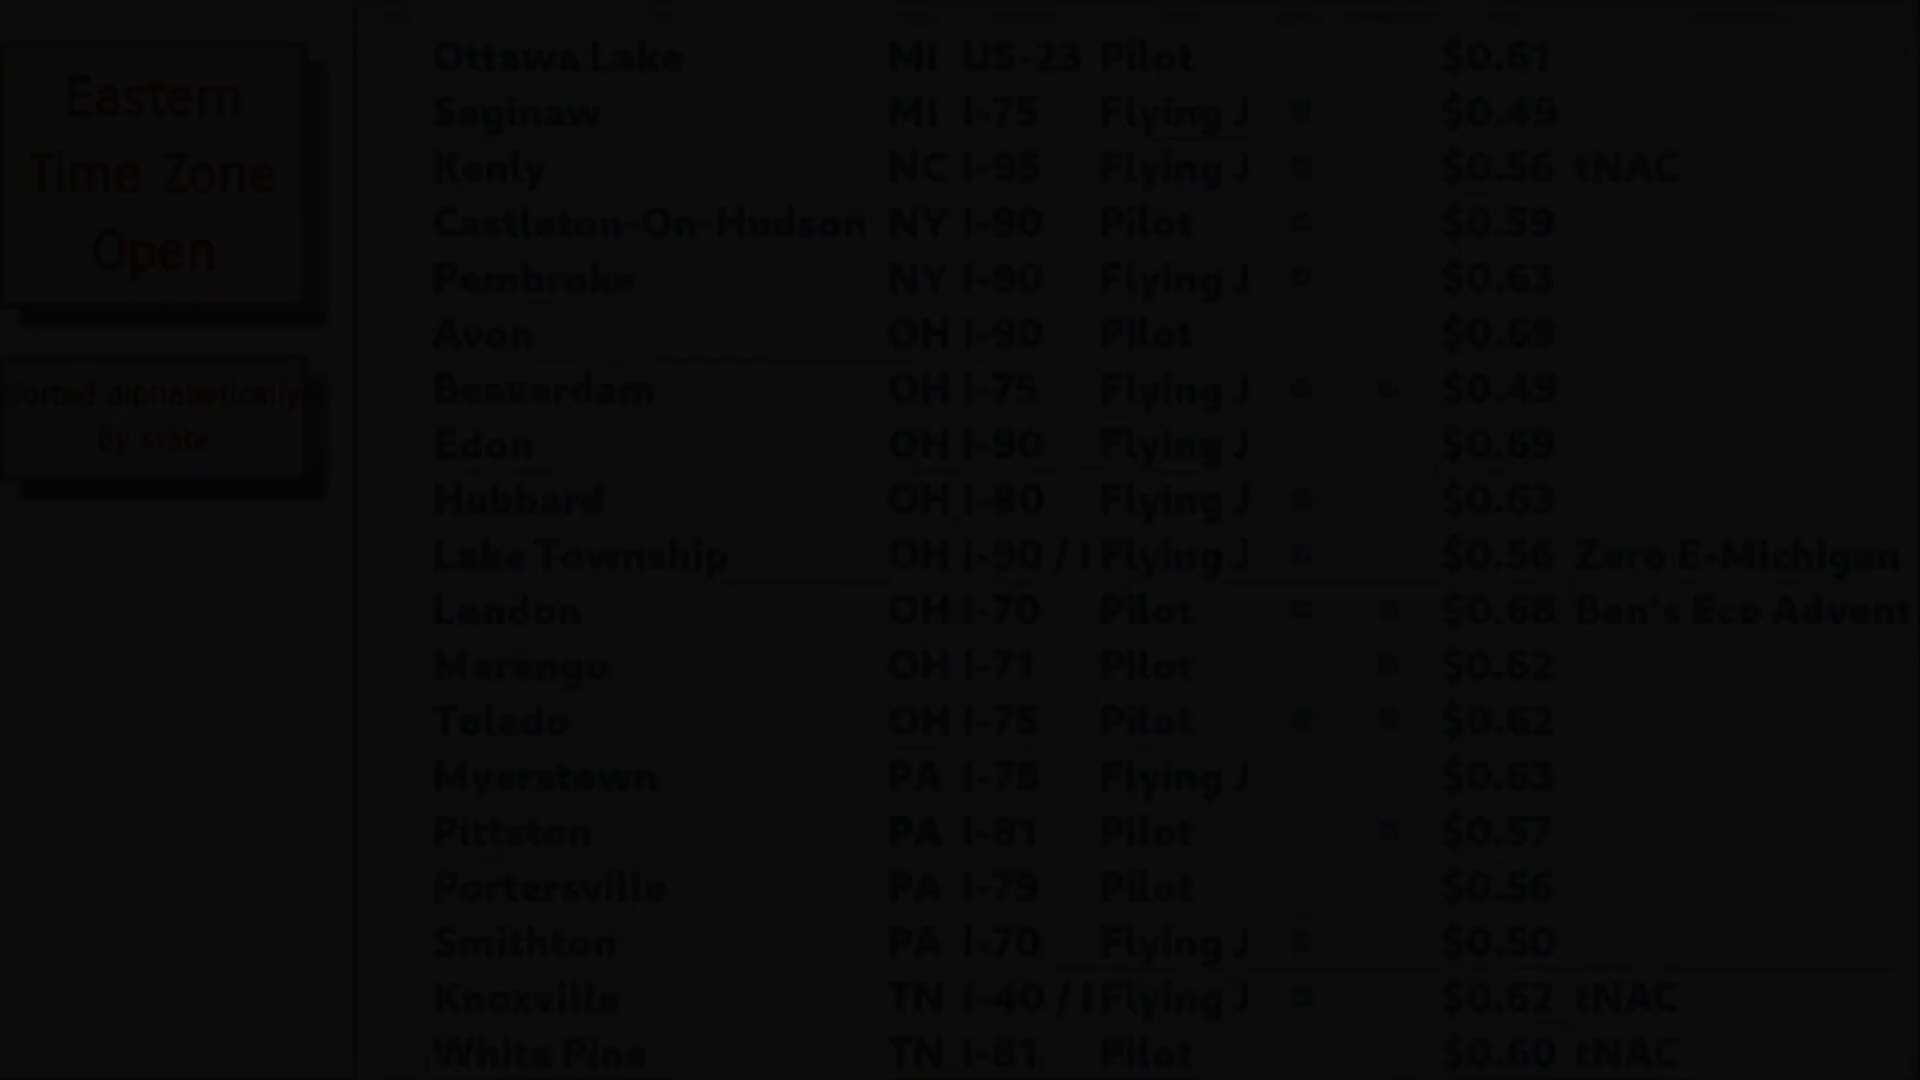 Eastern
Time Zone
Open
Sorted alphabetically
by state
Ottawa Lake MI US-23 Pilot $0.61
Saginaw MI I-75 Flying J $0.49
Kenly NC I-95 Flying J $0.56 tNAC
Castleton-On-Hudson NY I-90 Pilot $0.59
Pembroke NY I-90 Flying J $0.63
Avon OH I-90 Pilot $0.69
Beaverdam OH I-75 Flying J $0.49
Edon OH I-90 Flying J $0.69
Hubbard OH I-80 Flying J $0.63
Lake Township OH I-90 / I Flying J $0.56 Zero E-Michigan
London OH I-70 Pilot $0.68 Ben's Eco Advent
Marengo OH I-71 Pilot $0.62
Toledo OH I-75 Pilot $0.62
Myerstown PA I-78 Flying J $0.63
Pittston PA I-81 Pilot $0.57
Portersville PA I-79 Pilot $0.56
Smithton PA I-70 Flying J $0.50
Knoxville TN I-40 / I Flying J $0.62 tNAC
White Pine TN I-81 Pilot $0.60 tNAC